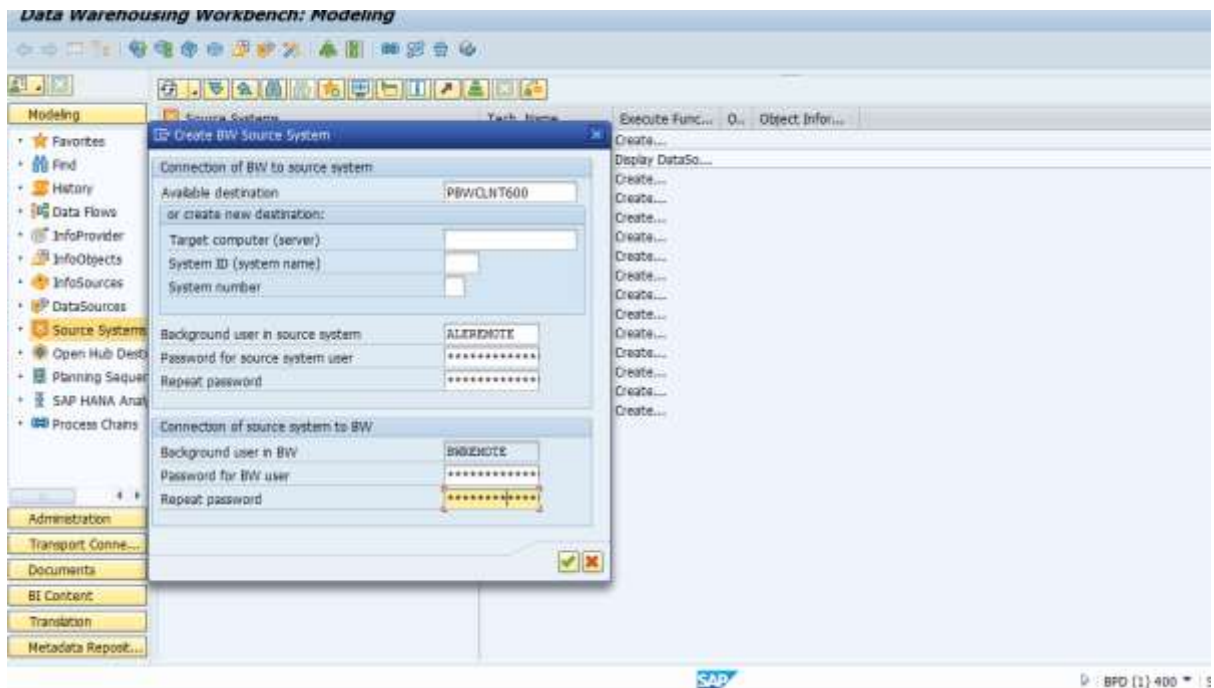 Data Warehousing Workbench: Modeling
Modeling
Source Systems Tech. Name Execute Func... O.. Object Infor...
Favorites
Find
History
Data Flows
InfoProvider
InfoObjects
InfoSources
DataSources
Source Systems
Open Hub Dest
Planning Sequen
SAP HANA Analy
Process Chains
Administration
Transport Conne...
Documents
BI Content
Translation
Metadata Reposit...
Create BW Source System
Connection of BW to source system
Available destination PBWCLNT600
or create new destination:
Target computer (server)
System ID (system name)
System number
Background user in source system ALEREMOTE
Password for source system user ************
Repeat password ************
Connection of source system to BW
Background user in BW BWREMOTE
Password for BW user ************
Repeat password ************
Create...
Display DataSo...
Create...
Create...
Create...
Create...
Create...
Create...
Create...
Create...
Create...
Create...
Create...
Create...
Create...
SAP
BPD (1) 400